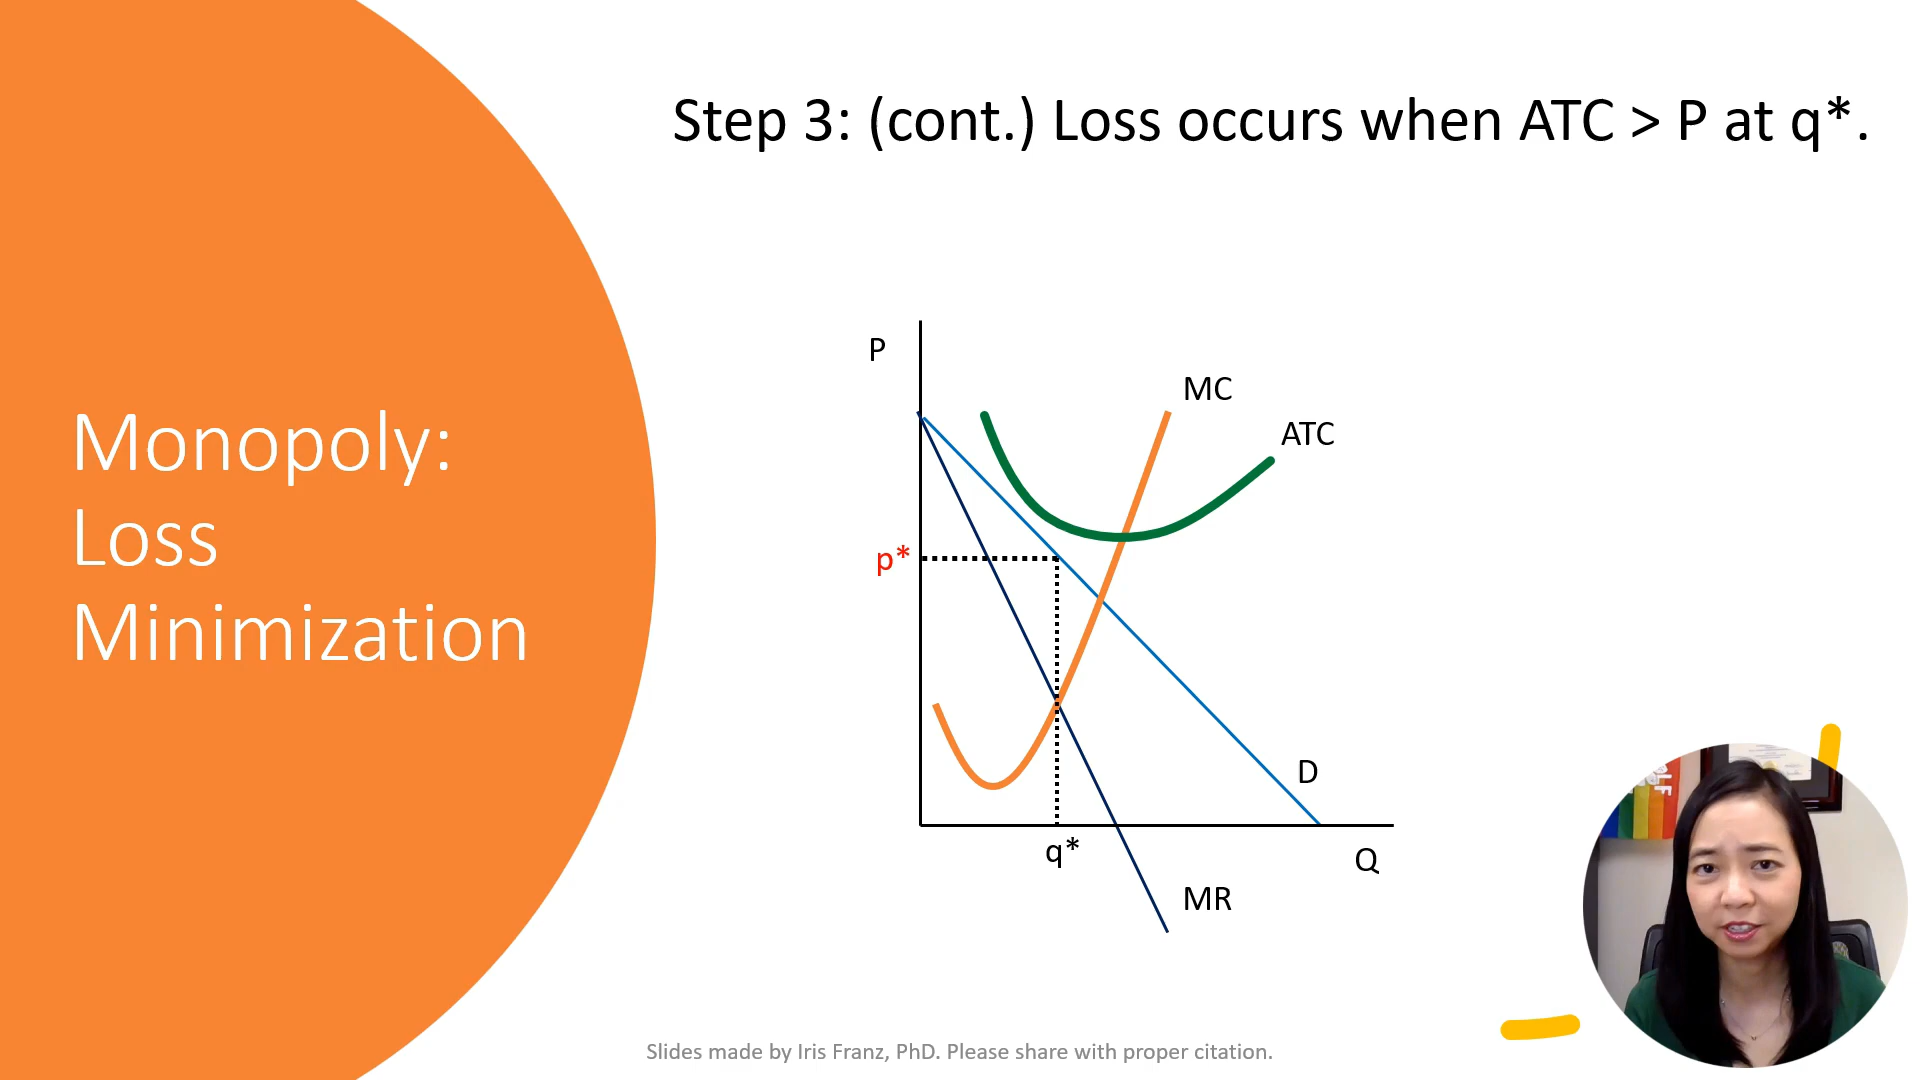 Step 3: (cont.) Loss occurs when ATC > P at q*.
Monopoly:
Loss
Minimization
P
MC
ATC
p*
D
q*
Q
MR
Slides made by Iris Franz, PhD. Please share with proper citation.